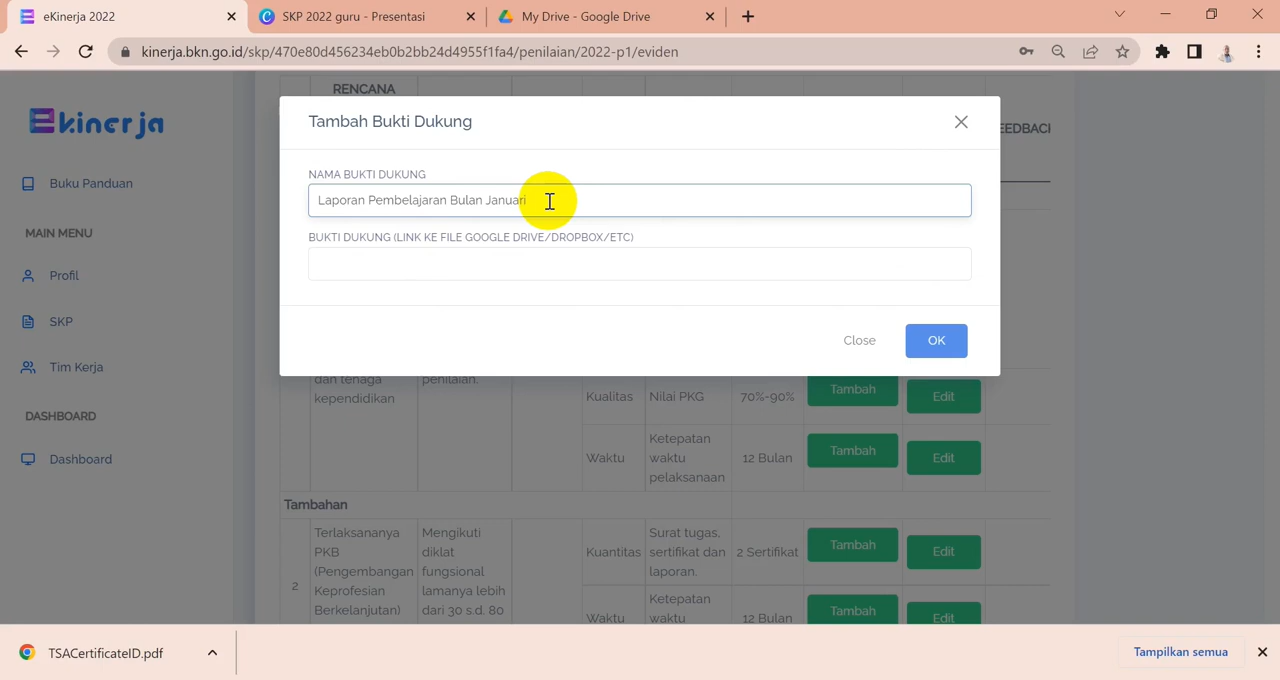 eKinerja 2022
SKP 2022 guru - Presentasi
My Drive - Google Drive
kinerja.bkn.go.id/skp/470e80d456234eb0b2bb24d4955f1fa4/penilaian/2022-p1/eviden
Ekinerja
Buku Panduan
MAIN MENU
Profil
SKP
Tim Kerja
DASHBOARD
Dashboard
RENCANA
EEDBACK
Tambah Bukti Dukung
NAMA BUKTI DUKUNG
Laporan Pembelajaran Bulan Januari
BUKTI DUKUNG (LINK KE FILE GOOGLE DRIVE/DROPBOX/ETC)
Close
OK
dan tenaga
kependidikan
penilaian.
Kualitas
Nilai PKG
70%-90%
Tambah
Edit
Waktu
Ketepatan
waktu
pelaksanaan
12 Bulan
Tambah
Edit
Tambahan
2
Terlaksananya
PKB
(Pengembangan
Keprofesian
Berkelanjutan)
Mengikuti
diklat
fungsional
lamanya lebih
dari 30 s.d. 80
Kuantitas
Surat tugas,
sertifikat dan
laporan.
2 Sertifikat
Tambah
Edit
Waktu
Ketepatan
waktu
12 Bulan
Tambah
Edit
TSACertificateID.pdf
Tampilkan semua